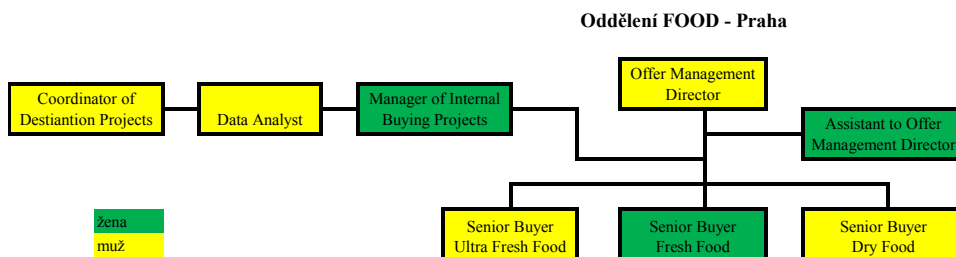 Oddělení FOOD - Praha
Offer Management
Director
Coordinator of
Destiantion Projects
Data Analyst
Manager of Internal
Buying Projects
Assistant to Offer
Management Director
žena
muž
Senior Buyer
Ultra Fresh Food
Senior Buyer
Fresh Food
Senior Buyer
Dry Food